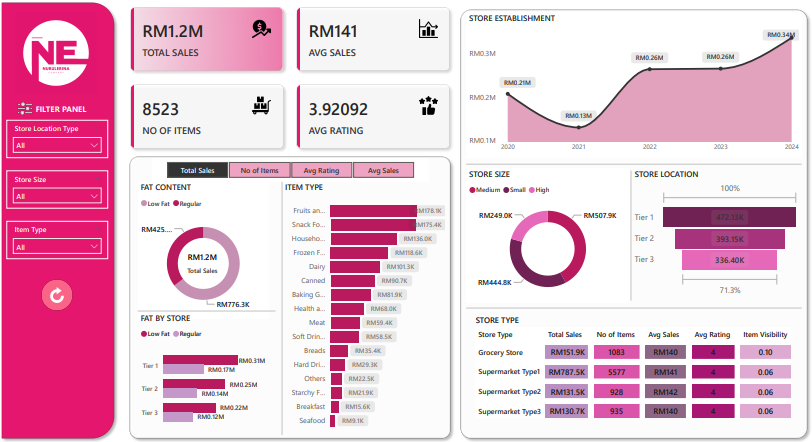 NE
NURULERINA
FILTER PANEL
Store Location Type
All
Store Size
All
Item Type
All
RM1.2M
TOTAL SALES
RM141
AVG SALES
8523
NO OF ITEMS
3.92092
AVG RATING
Total Sales No of Items Avg Rating Avg Sales
FAT CONTENT
Low Fat Regular
RM425....
RM1.2M
Total Sales
RM776.3K
FAT BY STORE
Low Fat Regular
Tier 1 RM0.31M
RM0.17M
Tier 2 RM0.25M
RM0.14M
Tier 3 RM0.22M
RM0.12M
ITEM TYPE
Fruits an... RM178.1K
Snack Fo... RM175.4K
Househo... RM136.0K
Frozen F... RM118.6K
Dairy RM101.3K
Canned RM90.7K
Baking G... RM81.9K
Health a... RM68.0K
Meat RM59.4K
Soft Drin... RM58.5K
Breads RM35.4K
Hard Dri... RM29.3K
Others RM22.5K
Starchy F... RM21.9K
Breakfast RM15.6K
Seafood RM9.1K
STORE ESTABLISHMENT
RM0.3M
RM0.2M
RM0.1M
RM0.21M
RM0.13M
RM0.26M
RM0.26M
RM0.34M
2020 2021 2022 2023 2024
STORE SIZE
Medium Small High
RM249.0K
RM507.9K
RM444.8K
STORE LOCATION
100%
Tier 1
Tier 2 393.15K
Tier 3 336.40K
71.3%
STORE TYPE
Store Type Total Sales No of Items Avg Sales Avg Rating Item Visibility
Grocery Store RM151.9K 1083 RM140 4 0.10
Supermarket Type1 RM787.5K 5577 RM141 4 0.06
Supermarket Type2 RM131.5K 928 RM142 4 0.06
Supermarket Type3 RM130.7K 935 RM140 4 0.06